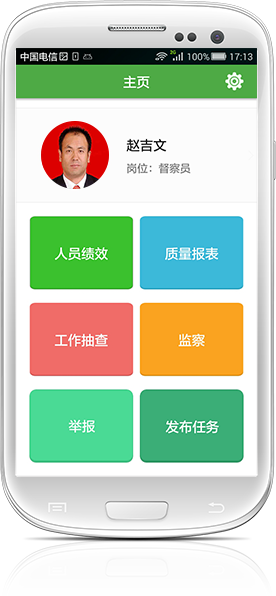 中国电信 3G 100% 17:13
主页
赵吉文
岗位：督察员
人员绩效 质量报表
工作抽查 监察
举报 发布任务